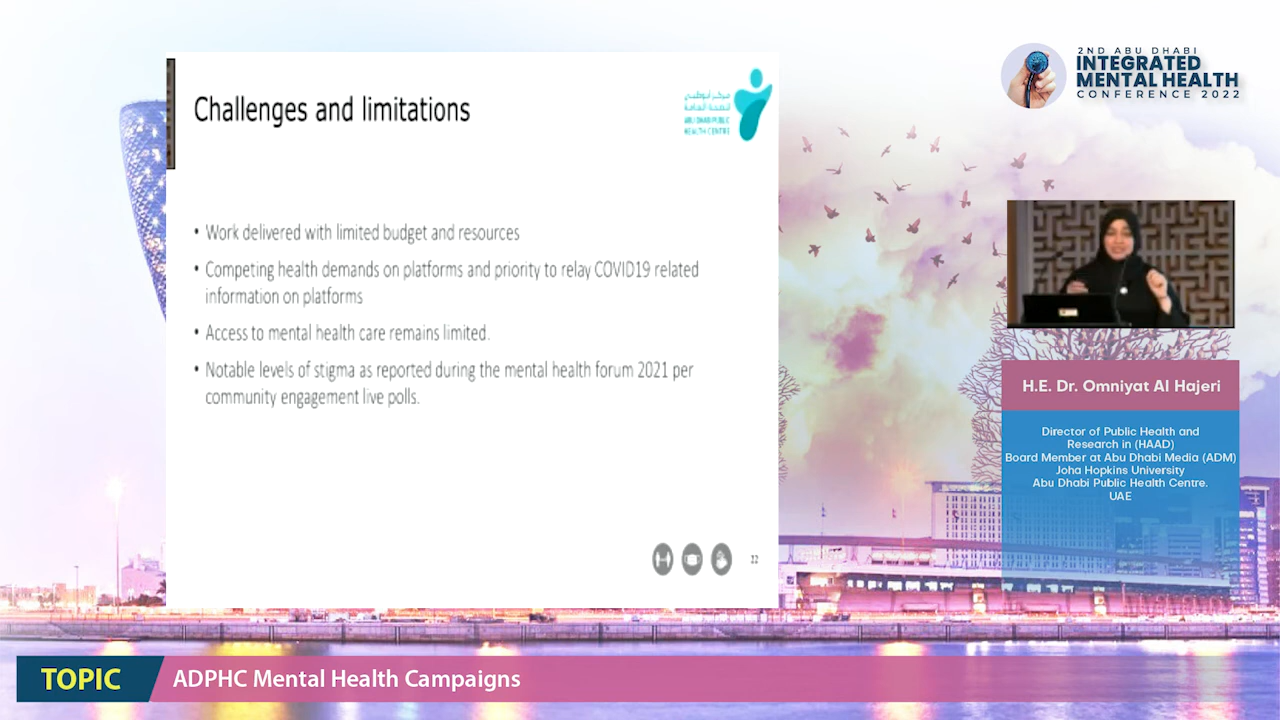 Challenges and limitations
مركز أبوظبي
للصحة العامة
ABU DHABI PUBLIC
HEALTH CENTRE
• Work delivered with limited budget and resources
• Competing health demands on platforms and priority to relay COVID19 related
information on platforms
• Access to mental health care remains limited.
• Notable levels of stigma as reported during the mental health forum 2021 per
community engagement live polls.
22
2ND ABU DHABI
INTEGRATED
MENTAL HEALTH
CONFERENCE 2022
H.E. Dr. Omniyat Al Hajeri
Director of Public Health and
Research in (HAAD)
Board Member at Abu Dhabi Media (ADM)
Joha Hopkins University
Abu Dhabi Public Health Centre.
UAE
TOPIC
ADPHC Mental Health Campaigns